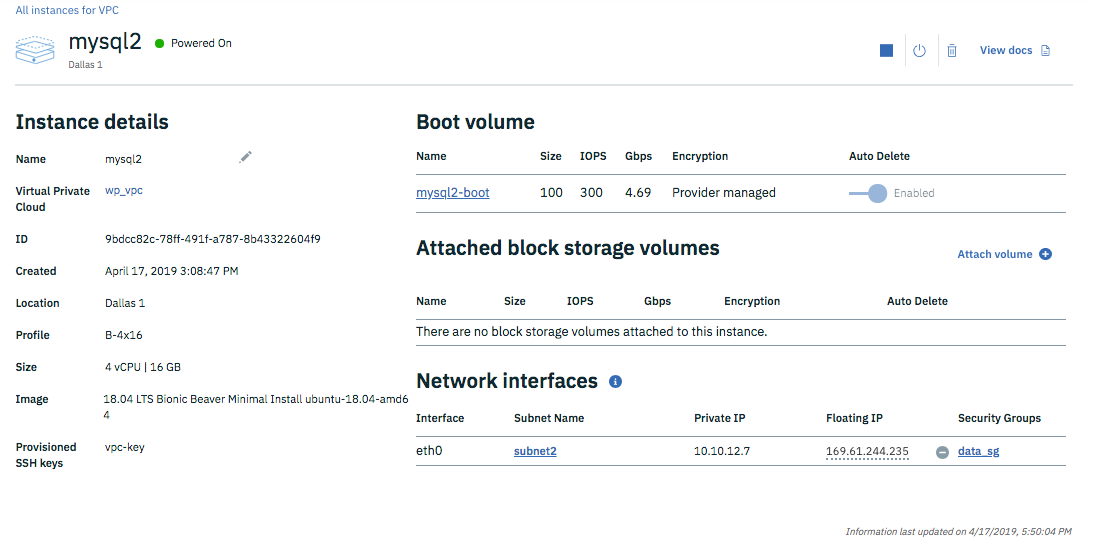 All instances for VPC
mysql2 Powered On
Dallas 1
View docs
Instance details
Name mysql2
Virtual Private Cloud wp_vpc
ID 9bdcc82c-78ff-491f-a787-8b43322604f9
Created April 17, 2019 3:08:47 PM
Location Dallas 1
Profile B-4x16
Size 4 vCPU | 16 GB
Image 18.04 LTS Bionic Beaver Minimal Install ubuntu-18.04-amd6
4
Provisioned SSH keys vpc-key
Boot volume
Name Size IOPS Gbps Encryption Auto Delete
mysql2-boot 100 300 4.69 Provider managed Enabled
Attached block storage volumes
Attach volume
Name Size IOPS Gbps Encryption Auto Delete
There are no block storage volumes attached to this instance.
Network interfaces
Interface Subnet Name Private IP Floating IP Security Groups
eth0 subnet2 10.10.12.7 169.61.244.235 data_sg
Information last updated on 4/17/2019, 5:50:04 PM